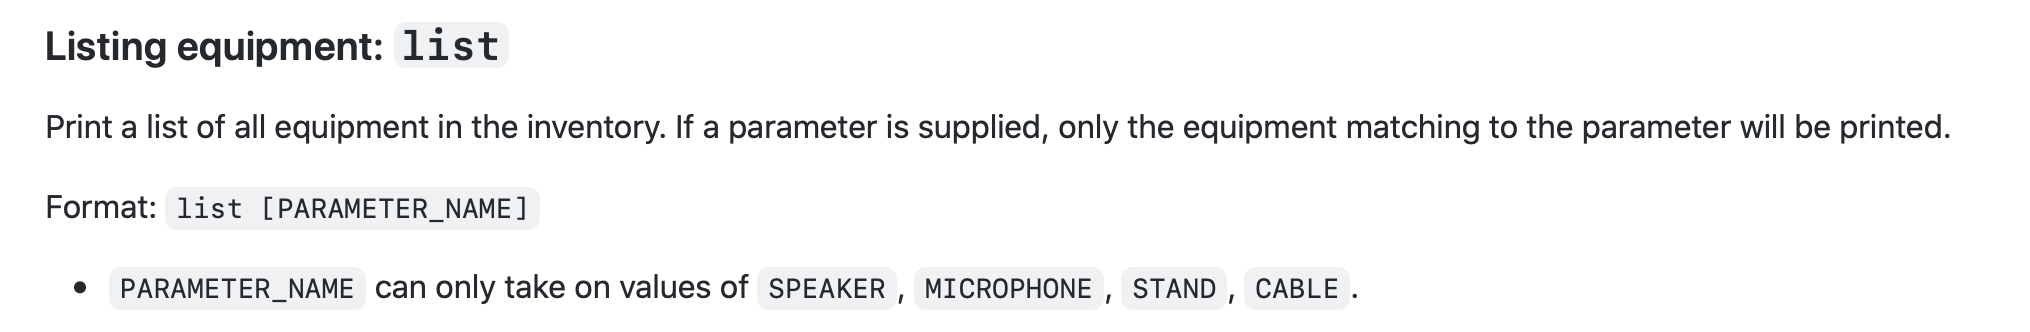 Listing equipment: list
Print a list of all equipment in the inventory. If a parameter is supplied, only the equipment matching to the parameter will be printed.
Format: list [PARAMETER_NAME]
• PARAMETER_NAME can only take on values of SPEAKER, MICROPHONE, STAND, CABLE.